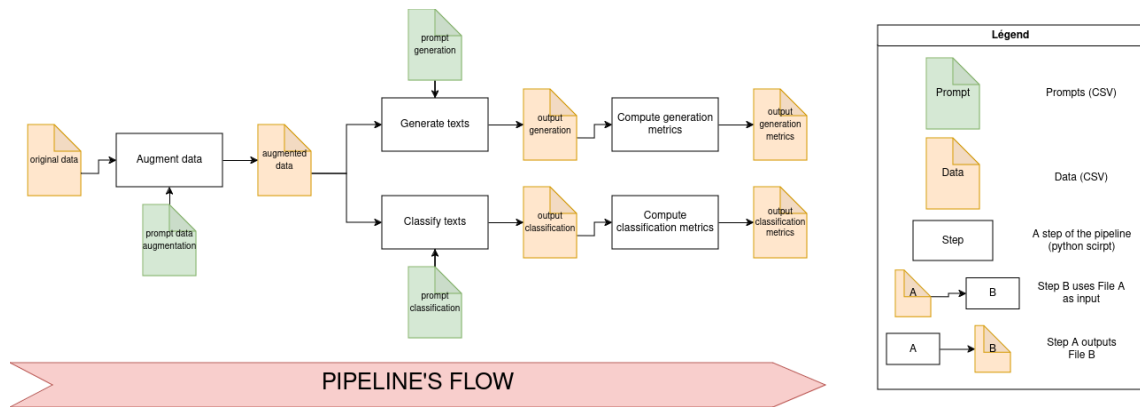 prompt
generation
Generate texts
output
generation
Compute generation
metrics
output
generation
metrics
original data
Augment data
augmented
data
prompt data
augmentation
Classify texts
output
classification
Compute
classification metrics
output
classification
metrics
prompt
classification
PIPELINE'S FLOW
Légend
Prompt
Prompts (CSV)
Data
Data (CSV)
Step
A step of the pipeline
(python scirpt)
A
B
Step B uses File A
as input
A
B
Step A outputs
File B